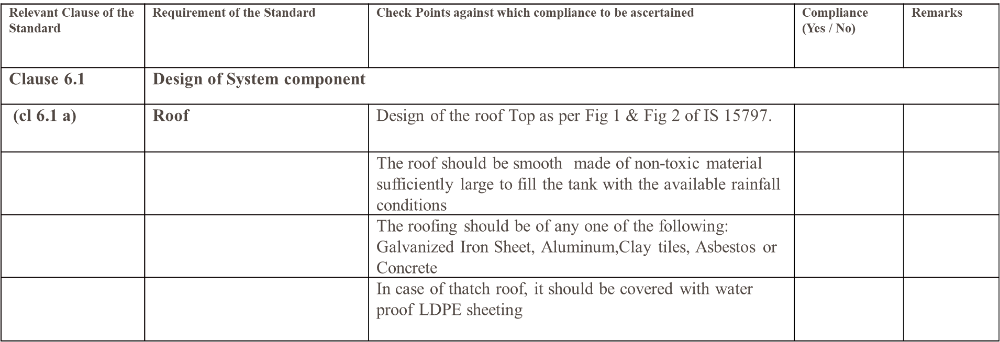 Relevant Clause of the Standard
Requirement of the Standard
Check Points against which compliance to be ascertained
Compliance
(Yes / No)
Remarks
Clause 6.1
Design of System component
(cl 6.1 a)
Roof
Design of the roof Top as per Fig 1 & Fig 2 of IS 15797.
The roof should be smooth  made of non-toxic material
sufficiently large to fill the tank with the available rainfall
conditions
The roofing should be of any one of the following:
Galvanized Iron Sheet, Aluminum,Clay tiles, Asbestos or
Concrete
In case of thatch roof, it should be covered with water
proof LDPE sheeting